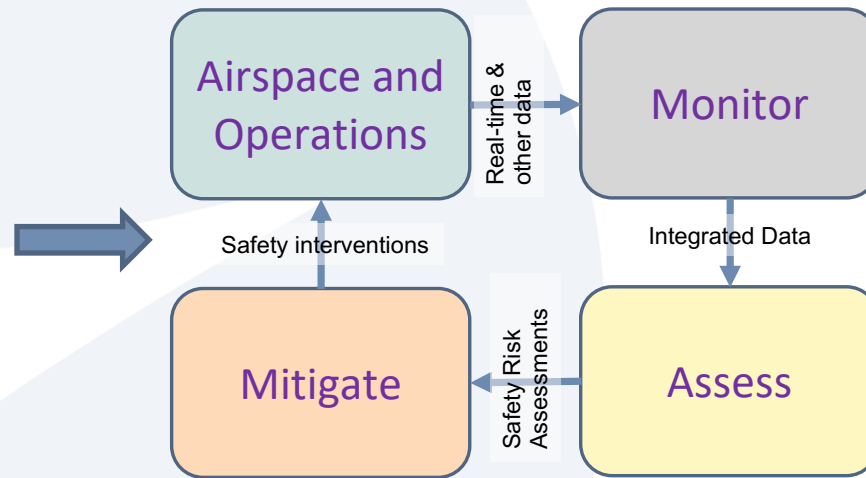 Airspace and
Operations
Real-time &
other data
Monitor
Safety interventions
Integrated Data
Mitigate
Safety Risk
Assessments
Assess